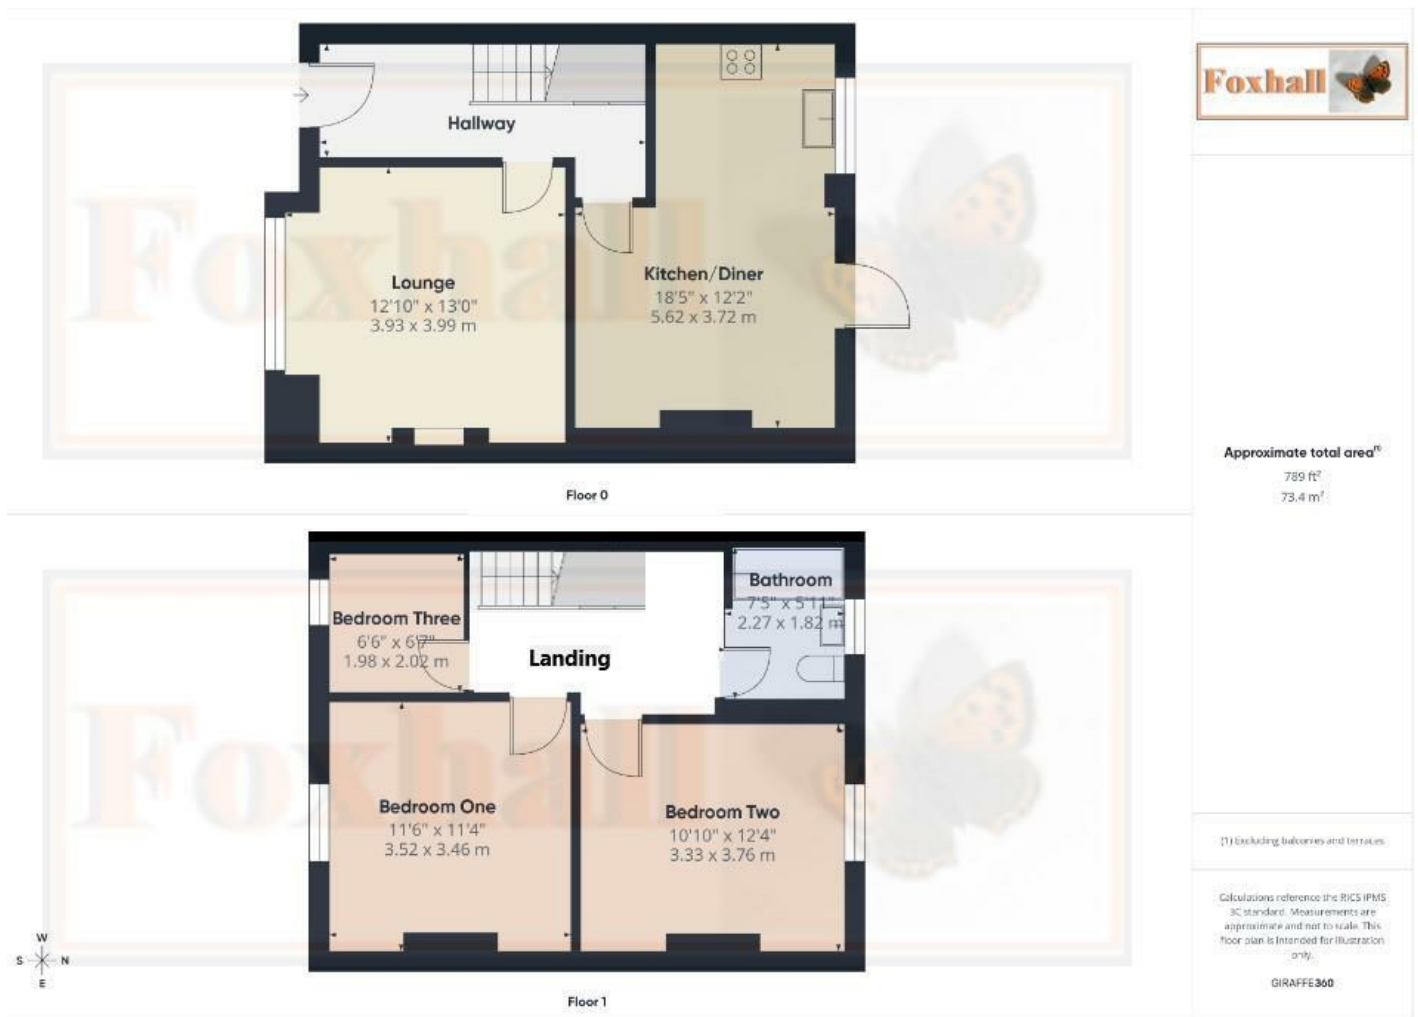 Foxhall
Hallway
Lounge
12'10" x 13'0"
3.93 x 3.99 m
Kitchen/Diner
18'5" x 12'2"
5.62 x 3.72 m
Foxhall
Floor 0
Approximate total area⁽¹⁾
789 ft²
73.4 m²
Bedroom Three
6'6" x 6'7"
1.98 x 2.02 m
Landing
Bathroom
7'5" x 5'11"
2.27 x 1.82 m
Foxhall
Bedroom One
11'6" x 11'4"
3.52 x 3.46 m
Bedroom Two
10'10" x 12'4"
3.33 x 3.76 m
W
S N
E
Floor 1
(1) Excluding balconies and terraces
Calculations reference the RICS IPMS
3C standard. Measurements are
approximate and not to scale. This
floor plan is intended for illustration
only.
GIRAFFE360